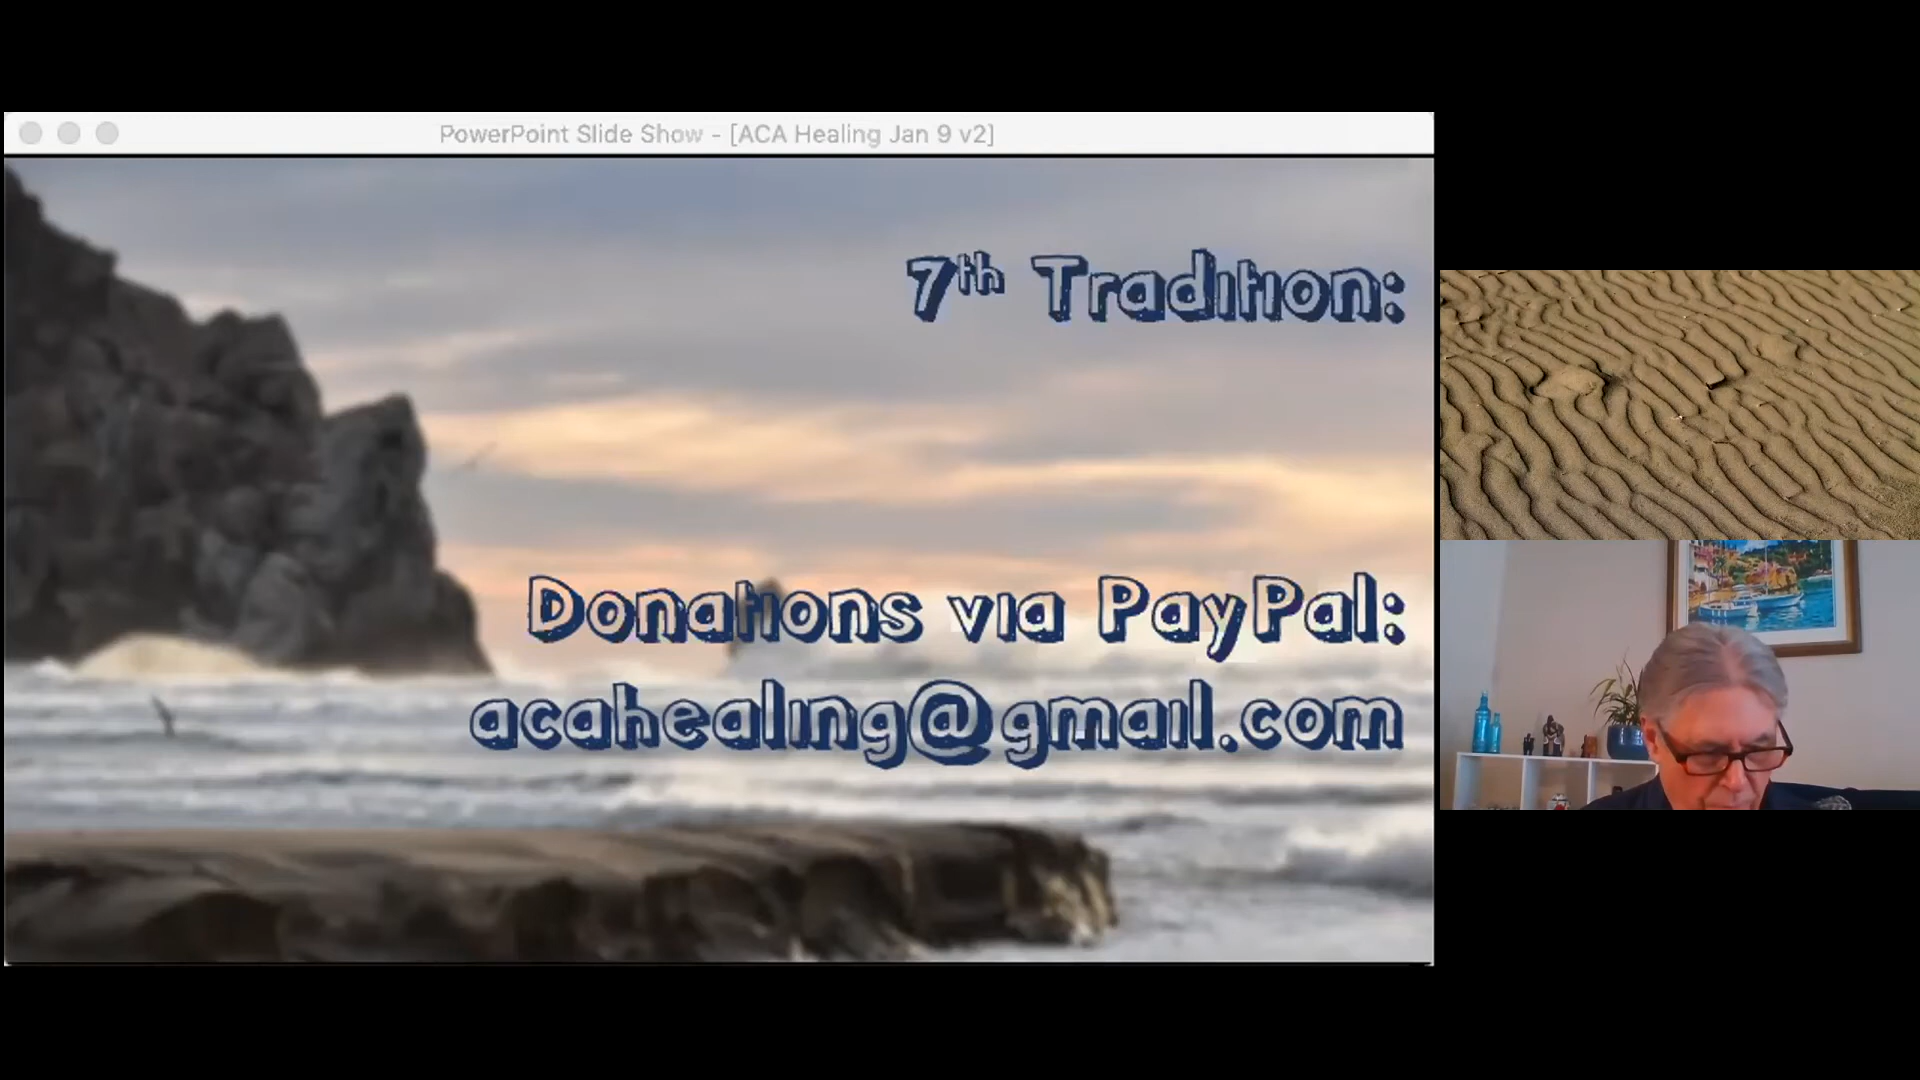 PowerPoint Slide Show - [ACA Healing Jan 9 v2]
7th Tradition:
Donations via PayPal:
acahealing@gmail.com